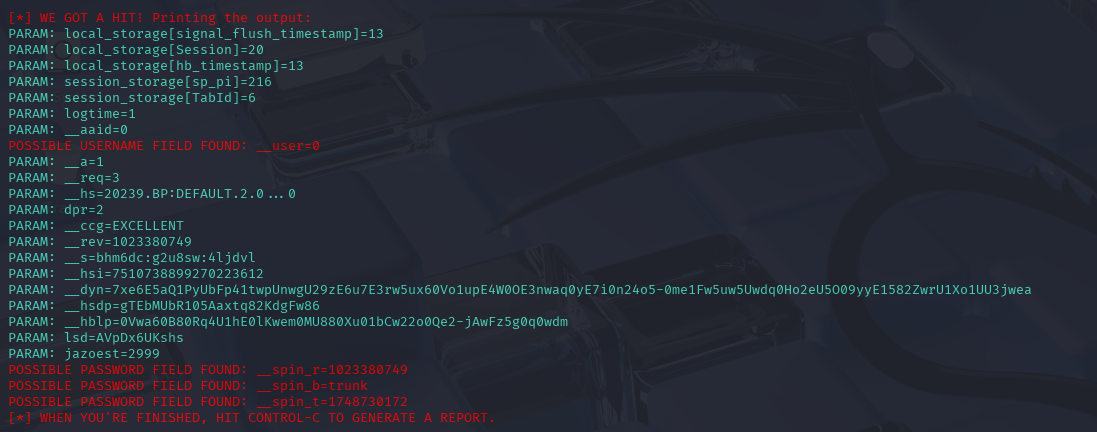 [*] WE GOT A HIT! Printing the output:
PARAM: local_storage[signal_flush_timestamp]=13
PARAM: local_storage[Session]=20
PARAM: local_storage[hb_timestamp]=13
PARAM: session_storage[sp_pi]=216
PARAM: session_storage[TabId]=6
PARAM: logtime=1
PARAM: __aaid=0
POSSIBLE USERNAME FIELD FOUND: __user=0
PARAM: __a=1
PARAM: __req=3
PARAM: __hs=20239.BP:DEFAULT.2.0...0
PARAM: dpr=2
PARAM: __ccg=EXCELLENT
PARAM: __rev=1023380749
PARAM: __s=bhm6dc:g2u8sw:4ljdvl
PARAM: __hsi=7510738899270223612
PARAM: __dyn=7xe6E5aQ1PyUbFp41twpUnwgU29zE6u7E3rw5ux60Vo1upE4W0OE3nwaq0yE7i0n24o5-0me1Fw5uw5Uwdq0Ho2eU5O09yyE1582ZwrU1Xo1UU3jwea
PARAM: __hsdp=gTEbMUbR105Aaxtq82KdgFw86
PARAM: __hblp=0Vwa60B80Rq4U1hE0lKwem0MU880Xu01bCw22o0Qe2-jAwFz5g0q0wdm
PARAM: lsd=AVpDx6UKshs
PARAM: jazoest=2999
POSSIBLE PASSWORD FIELD FOUND: __spin_r=1023380749
POSSIBLE PASSWORD FIELD FOUND: __spin_b=trunk
POSSIBLE PASSWORD FIELD FOUND: __spin_t=1748730172
[*] WHEN YOU'RE FINISHED, HIT CONTROL-C TO GENERATE A REPORT.